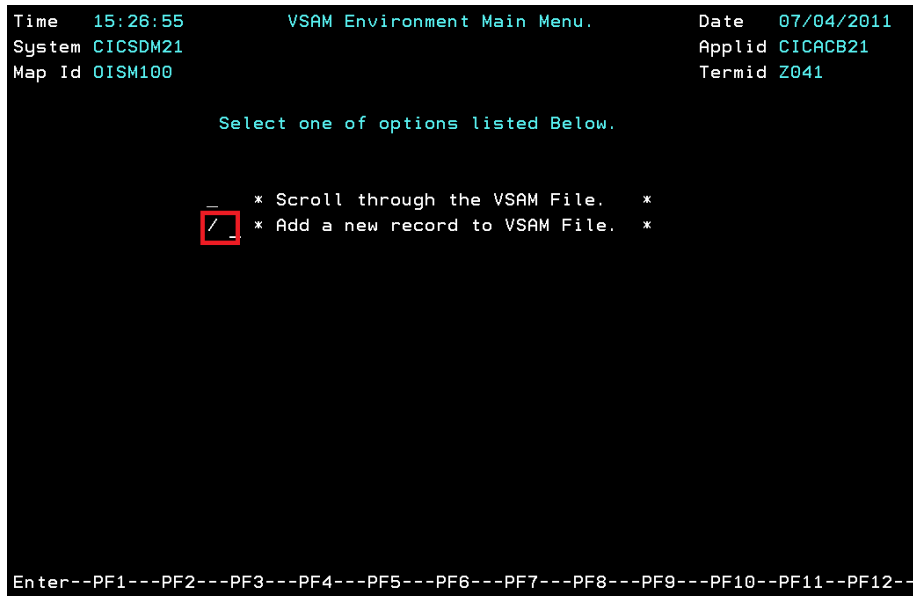 Time 15:26:55 VSAM Environment Main Menu. Date 07/04/2011
System CICSDM21 Applid CICACB21
Map Id OISM100 Termid Z041
Select one of options listed Below.
_ * Scroll through the VSAM File. *
/ _ * Add a new record to VSAM File. *
Enter--PF1---PF2---PF3---PF4---PF5---PF6---PF7---PF8---PF9---PF10--PF11--PF12--